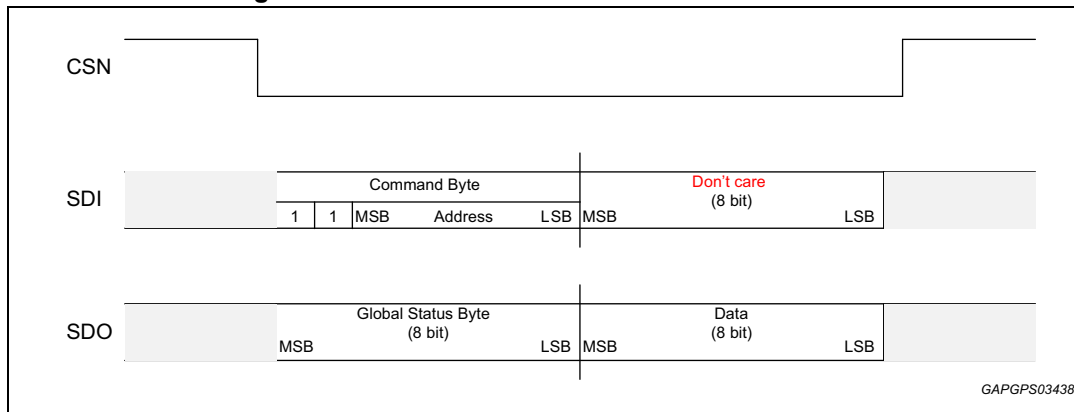 CSN
SDI
Command Byte
Don't care
(8 bit)
1 1 MSB Address LSB MSB LSB
SDO
Global Status Byte
(8 bit)
Data
(8 bit)
MSB LSB MSB LSB
GAPGPS03438